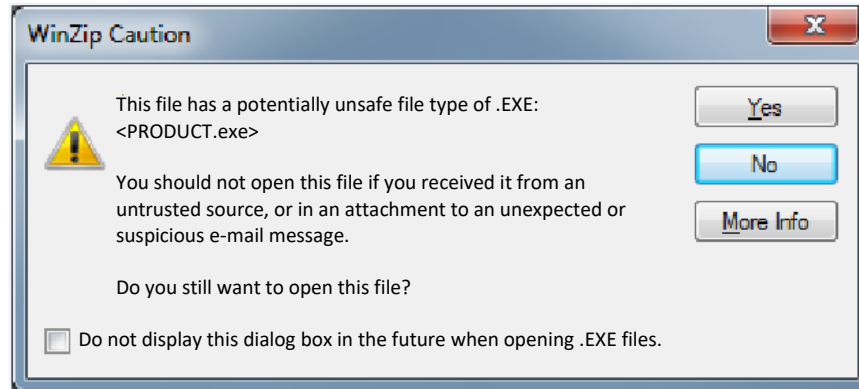 WinZip Caution
This file has a potentially unsafe file type of .EXE:
<PRODUCT.exe>
You should not open this file if you received it from an
untrusted source, or in an attachment to an unexpected or
suspicious e-mail message.
Do you still want to open this file?
Yes
No
More Info
Do not display this dialog box in the future when opening .EXE files.